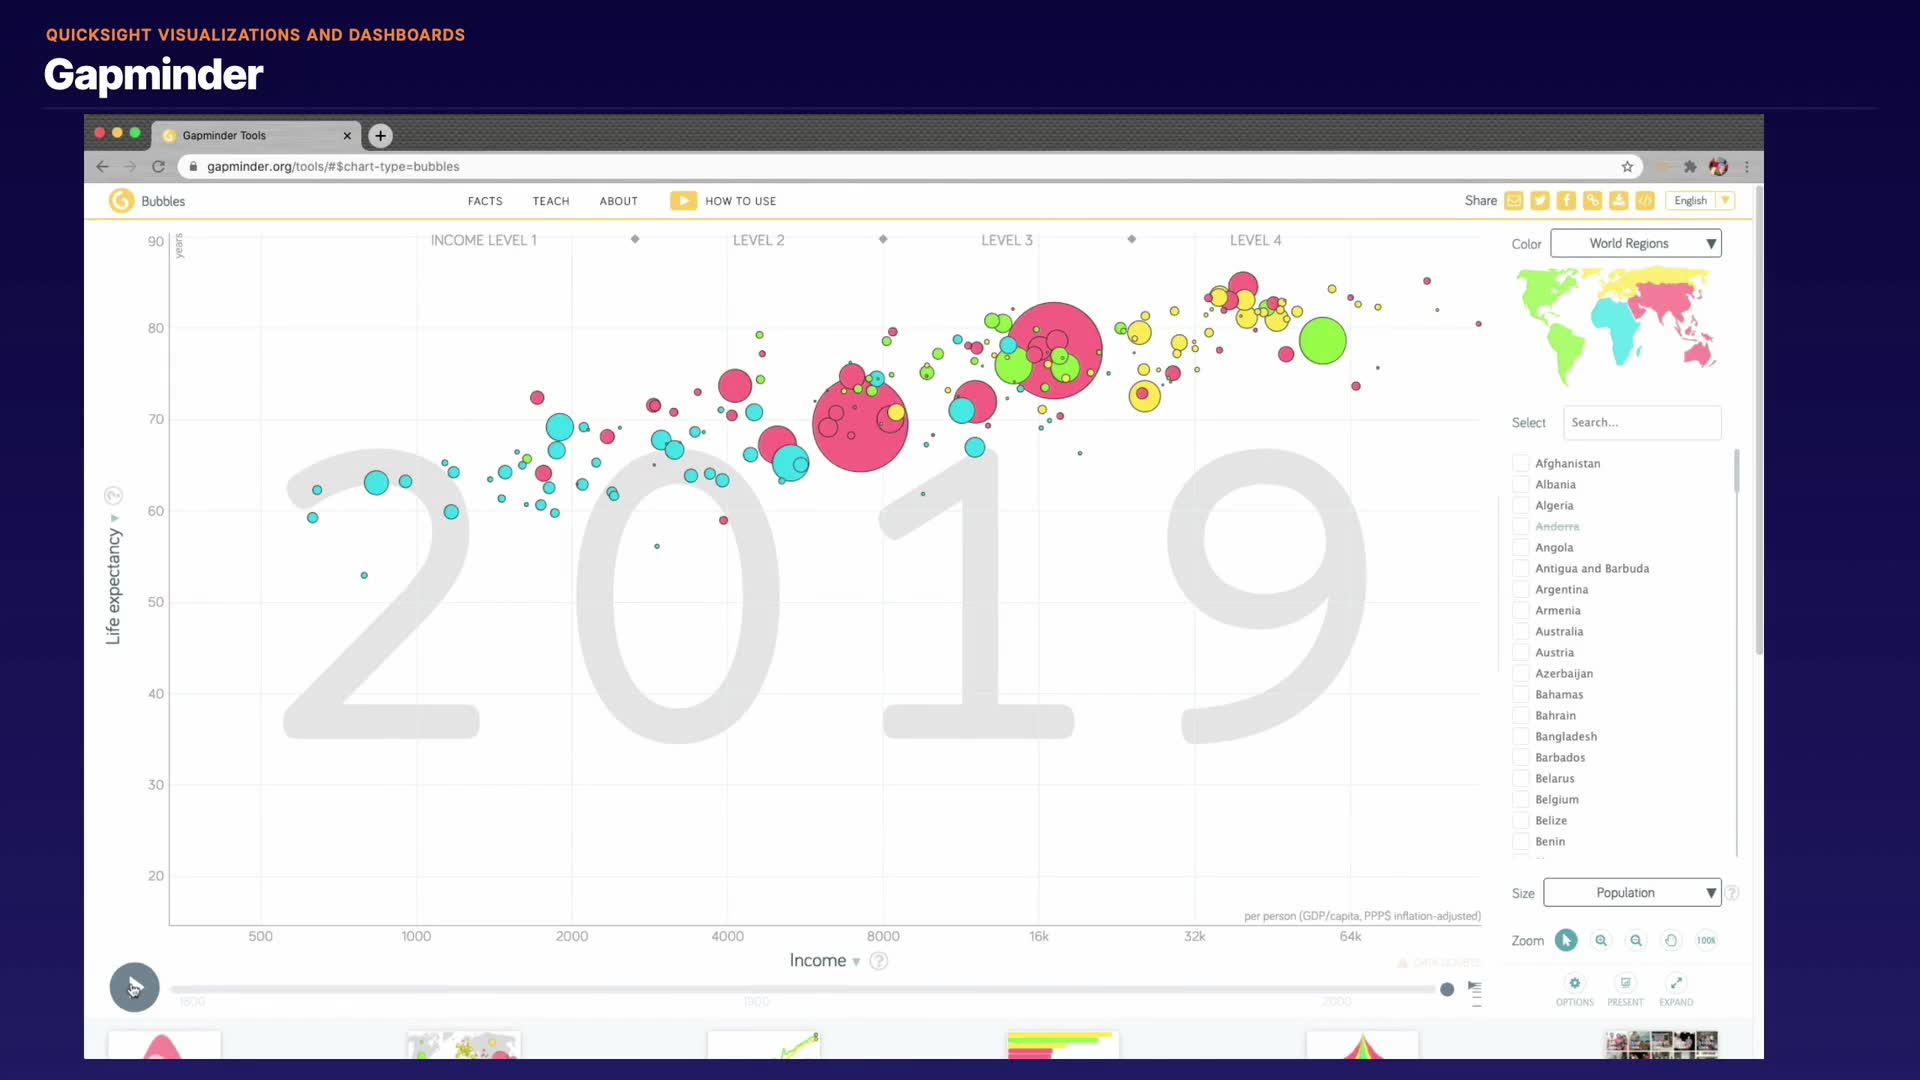 QUICKSIGHT VISUALIZATIONS AND DASHBOARDS
Gapminder
Gapminder Tools
gapminder.org/tools/#$chart-type=bubbles
Bubbles
FACTS TEACH ABOUT HOW TO USE
Share
English
90
years
INCOME LEVEL 1 LEVEL 2 LEVEL 3 LEVEL 4
80
70
60
50
40
30
20
2019
Life expectancy
per person (GDP/capita, PPP$ inflation-adjusted)
500 1000 2000 4000 8000 16k 32k 64k
Income
DATA DOUBTS
1800 1900 2000
Color World Regions
Select Search...
Afghanistan
Albania
Algeria
Andorra
Angola
Antigua and Barbuda
Argentina
Armenia
Australia
Austria
Azerbaijan
Bahamas
Bahrain
Bangladesh
Barbados
Belarus
Belgium
Belize
Benin
Size Population
Zoom 100%
OPTIONS PRESENT EXPAND